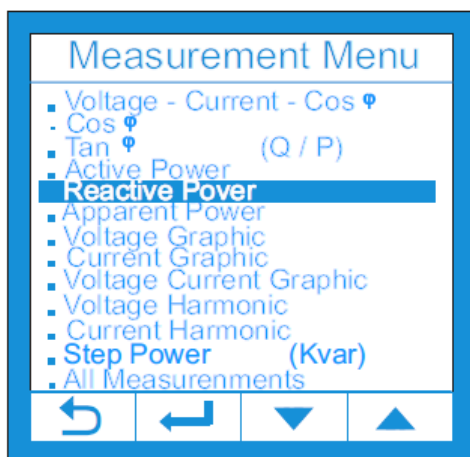 Measurement Menu
Voltage - Current - Cos φ
Cos φ
Tan φ (Q / P)
Active Power
Reactive Pover
Apparent Power
Voltage Graphic
Current Graphic
Voltage Current Graphic
Voltage Harmonic
Current Harmonic
Step Power (Kvar)
All Measurenments